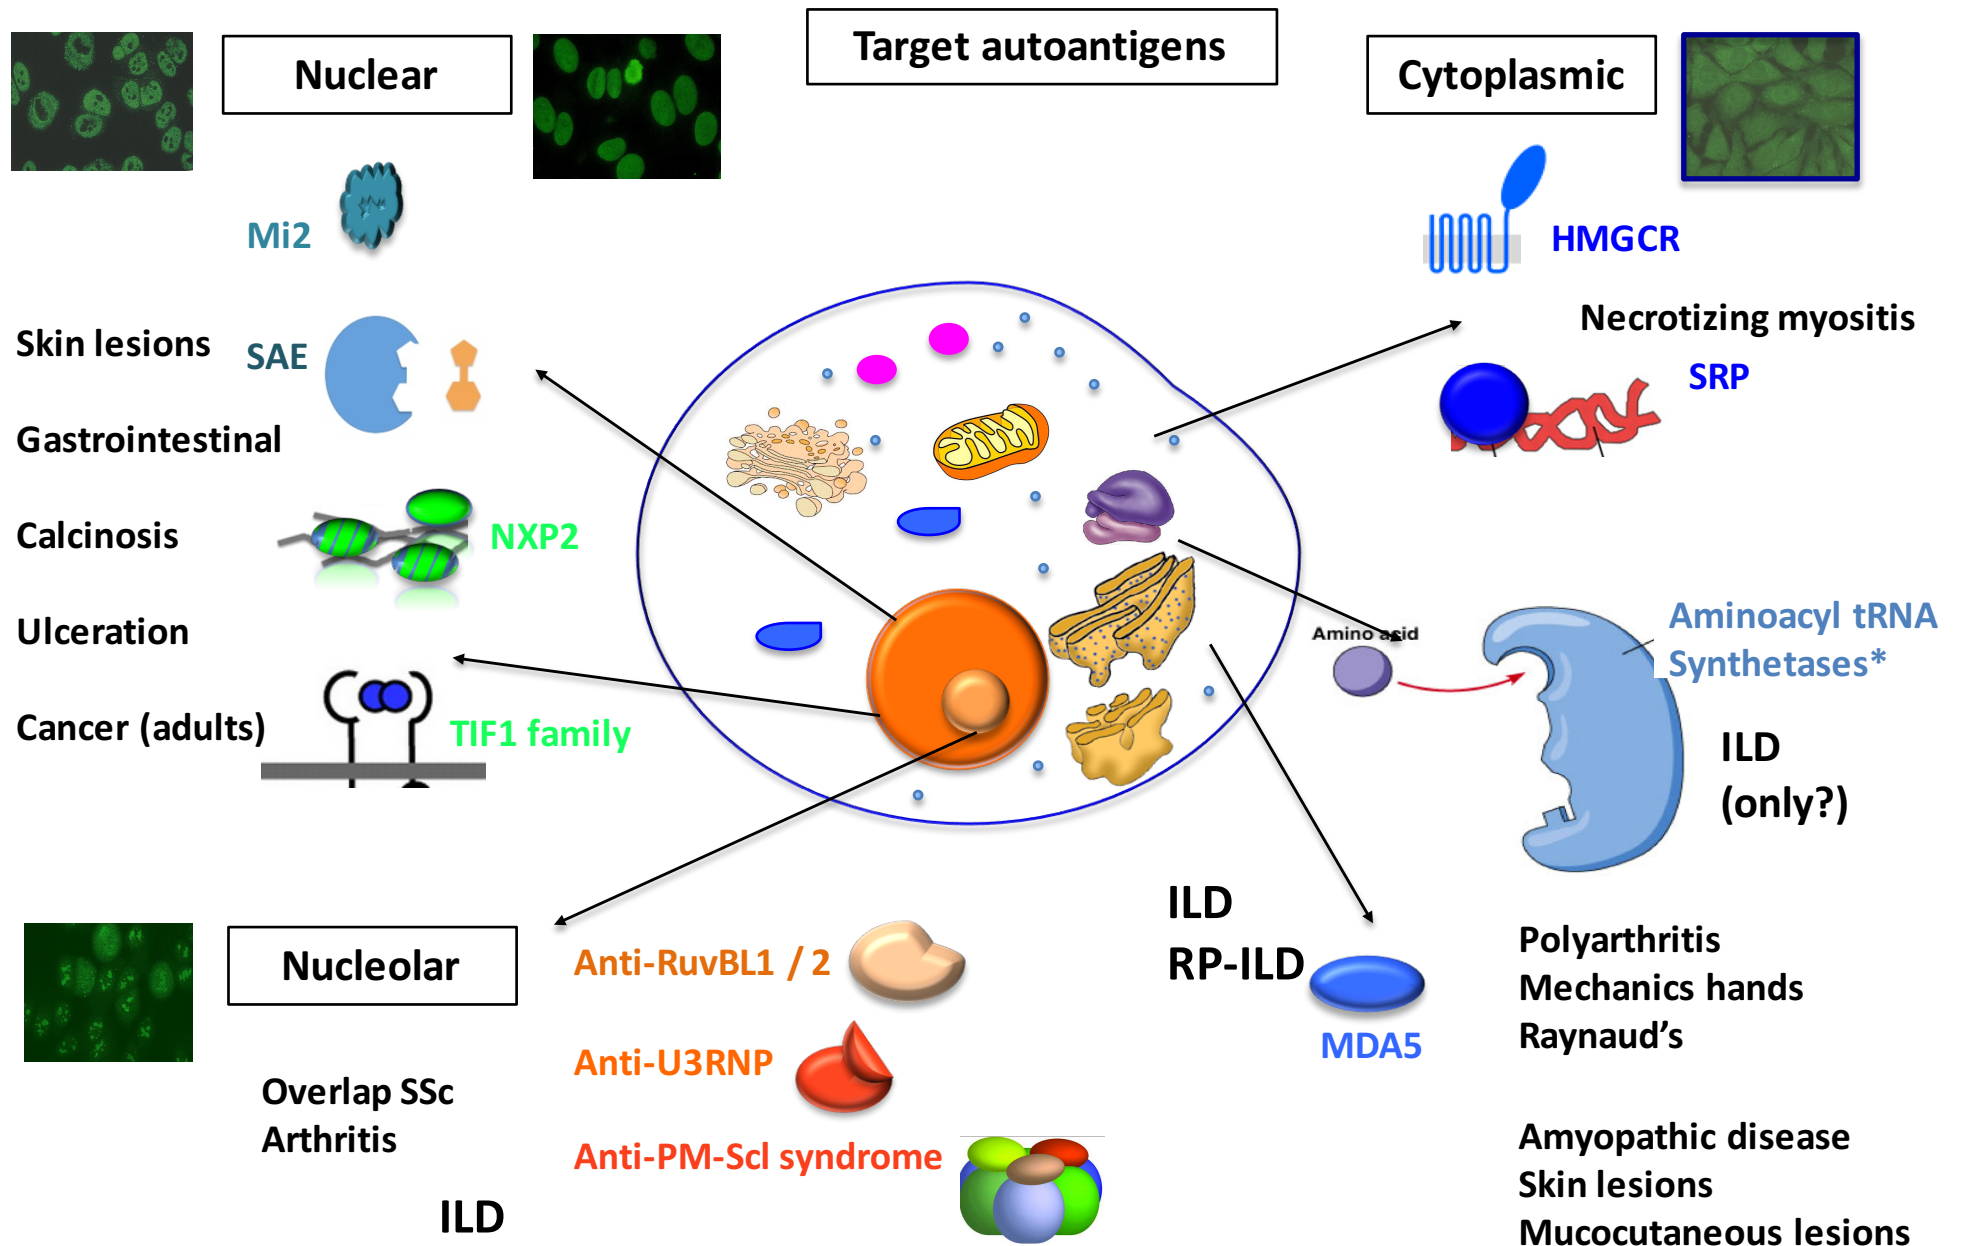 Target autoantigens
Nuclear
Cytoplasmic
Mi2
HMGCR
Skin lesions
SAE
Necrotizing myositis
SRP
Gastrointestinal
Calcinosis
NXP2
Ulceration
Cancer (adults)
TIF1 family
Amino acid
Aminoacyl tRNA
Synthetases*
ILD
(only?)
Nucleolar
Overlap SSc
Arthritis
ILD
Anti-RuvBL1 / 2
Anti-U3RNP
Anti-PM-Scl syndrome
ILD
RP-ILD
MDA5
Polyarthritis
Mechanics hands
Raynaud’s
Amyopathic disease
Skin lesions
Mucocutaneous lesions